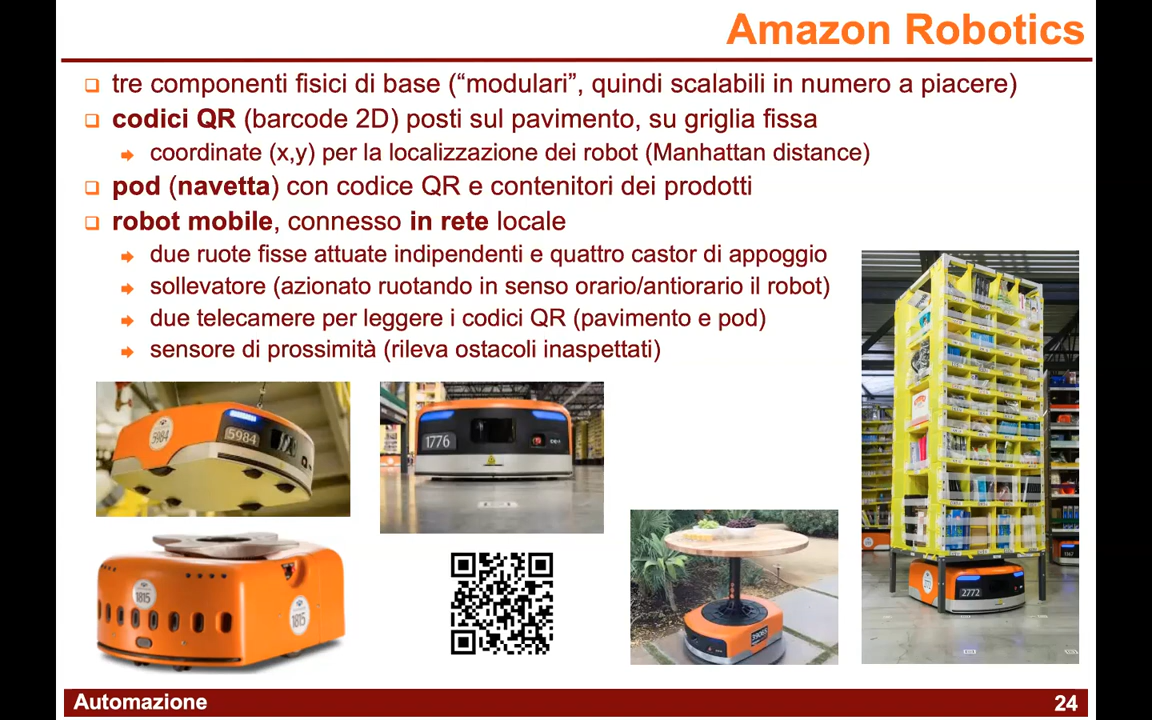 Amazon Robotics
tre componenti fisici di base (“modulari”, quindi scalabili in numero a piacere)
codici QR (barcode 2D) posti sul pavimento, su griglia fissa
coordinate (x,y) per la localizzazione dei robot (Manhattan distance)
pod (navetta) con codice QR e contenitori dei prodotti
robot mobile, connesso in rete locale
due ruote fisse attuate indipendenti e quattro castor di appoggio
sollevatore (azionato ruotando in senso orario/antiorario il robot)
due telecamere per leggere i codici QR (pavimento e pod)
sensore di prossimità (rileva ostacoli inaspettati)
5984
5984
1776
1815
1815
2772
Automazione
24